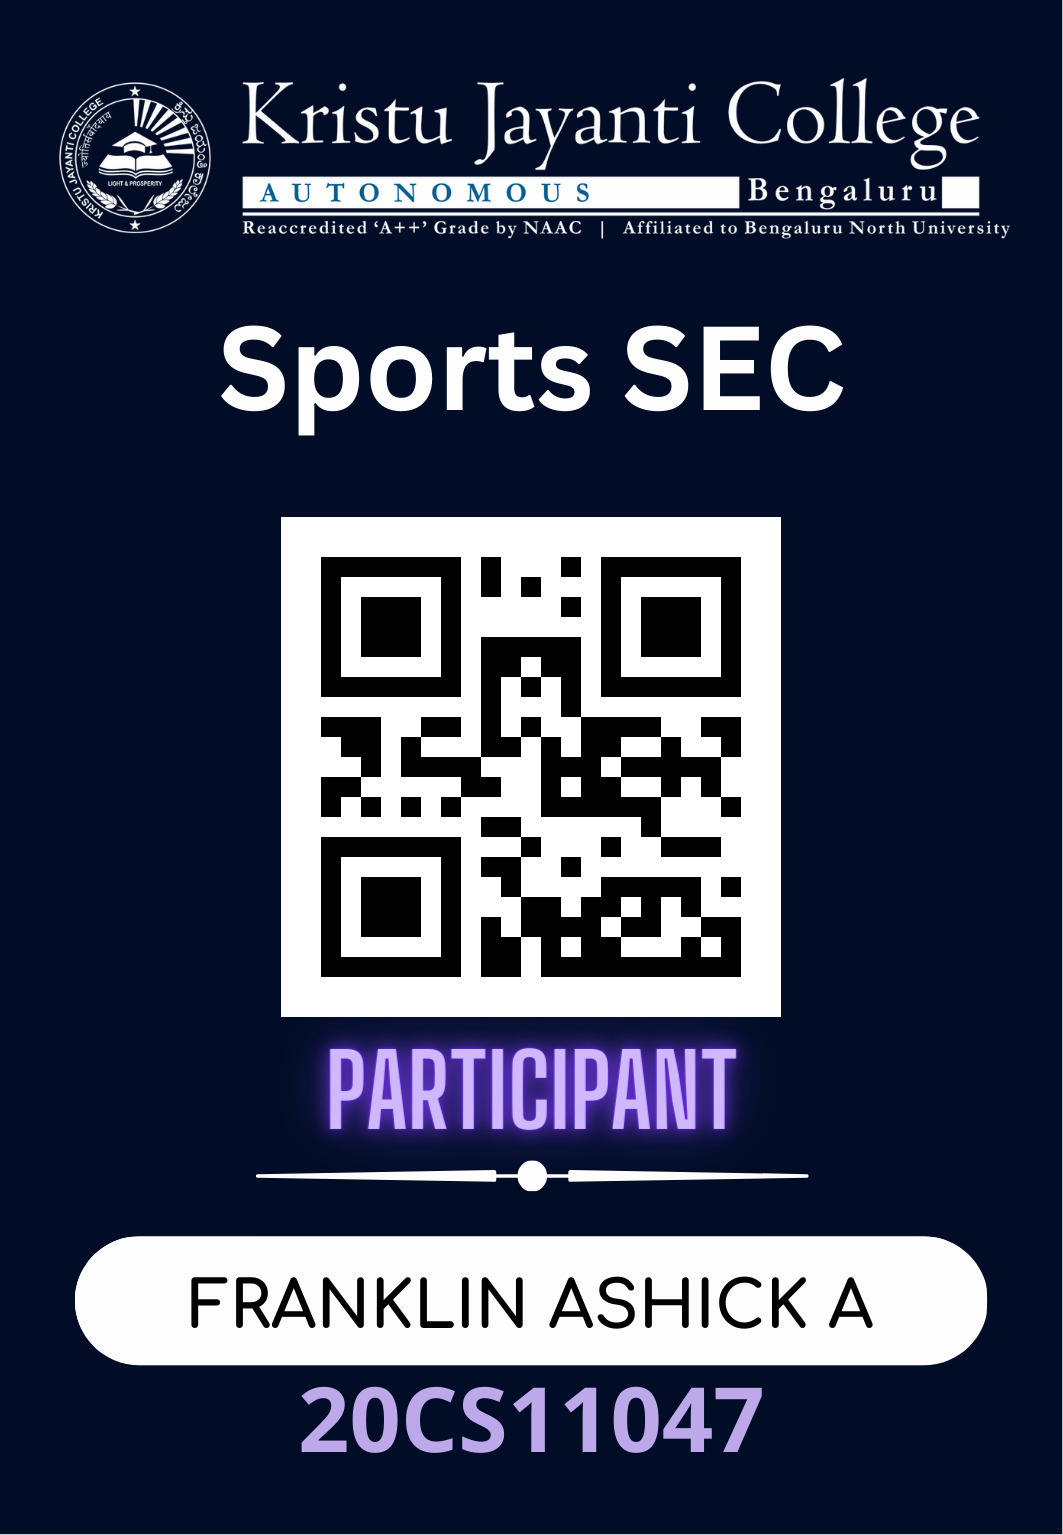 KRISTU JAYANTI COLLEGE
ಕ್ರಿಸ್ತು ಜಯಂತಿ ಕಾಲೇಜು
LIGHT & PROSPERITY
Kristu Jayanti College
AUTONOMOUS Bengaluru
Reaccredited ‘A++’ Grade by NAAC | Affiliated to Bengaluru North University
Sports SEC
PARTICIPANT
FRANKLIN ASHICK A
20CS11047